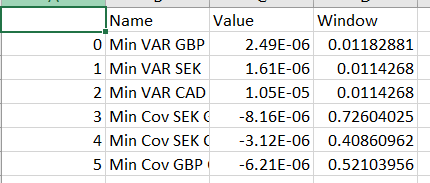 Name Value Window
0 Min VAR GBP 2.49E-06 0.01182881
1 Min VAR SEK 1.61E-06 0.0114268
2 Min VAR CAD 1.05E-05 0.0114268
3 Min Cov SEK -8.16E-06 0.72604025
4 Min Cov SEK -3.12E-06 0.40860962
5 Min Cov GBP -6.21E-06 0.52103956